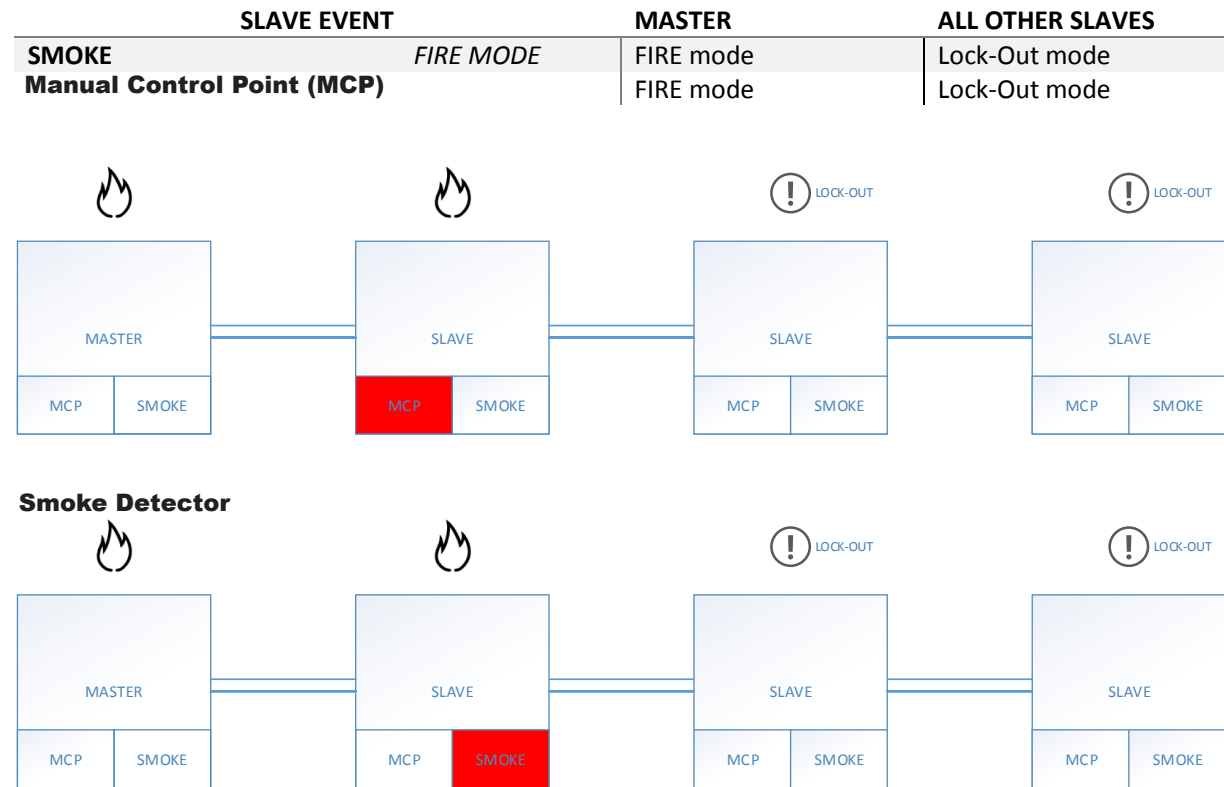 SLAVE EVENT MASTER ALL OTHER SLAVES
SMOKE FIRE MODE FIRE mode Lock-Out mode
Manual Control Point (MCP) FIRE mode Lock-Out mode
LOCK-OUT LOCK-OUT
MASTER SLAVE SLAVE SLAVE
MCP SMOKE MCP SMOKE MCP SMOKE MCP SMOKE
Smoke Detector
LOCK-OUT LOCK-OUT
MASTER SLAVE SLAVE SLAVE
MCP SMOKE MCP SMOKE MCP SMOKE MCP SMOKE